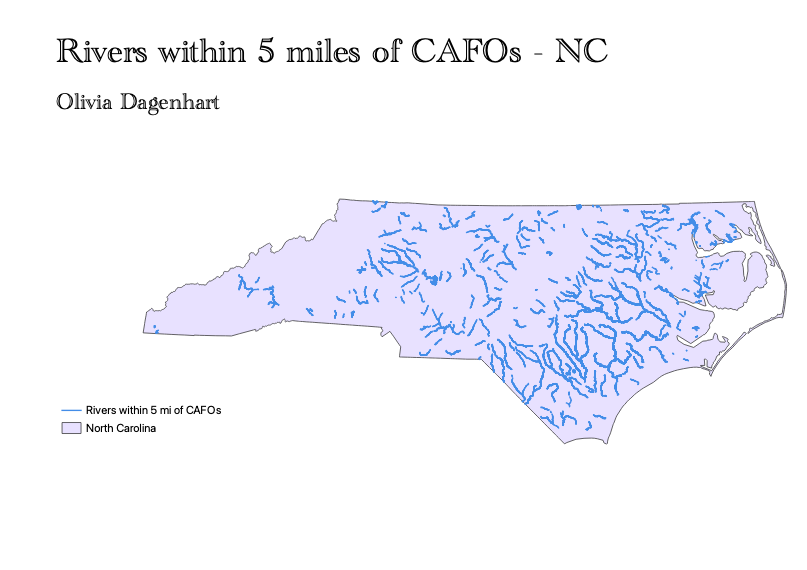 Rivers within 5 miles of CAFOs - NC
Olivia Dagenhart
Rivers within 5 mi of CAFOs
North Carolina